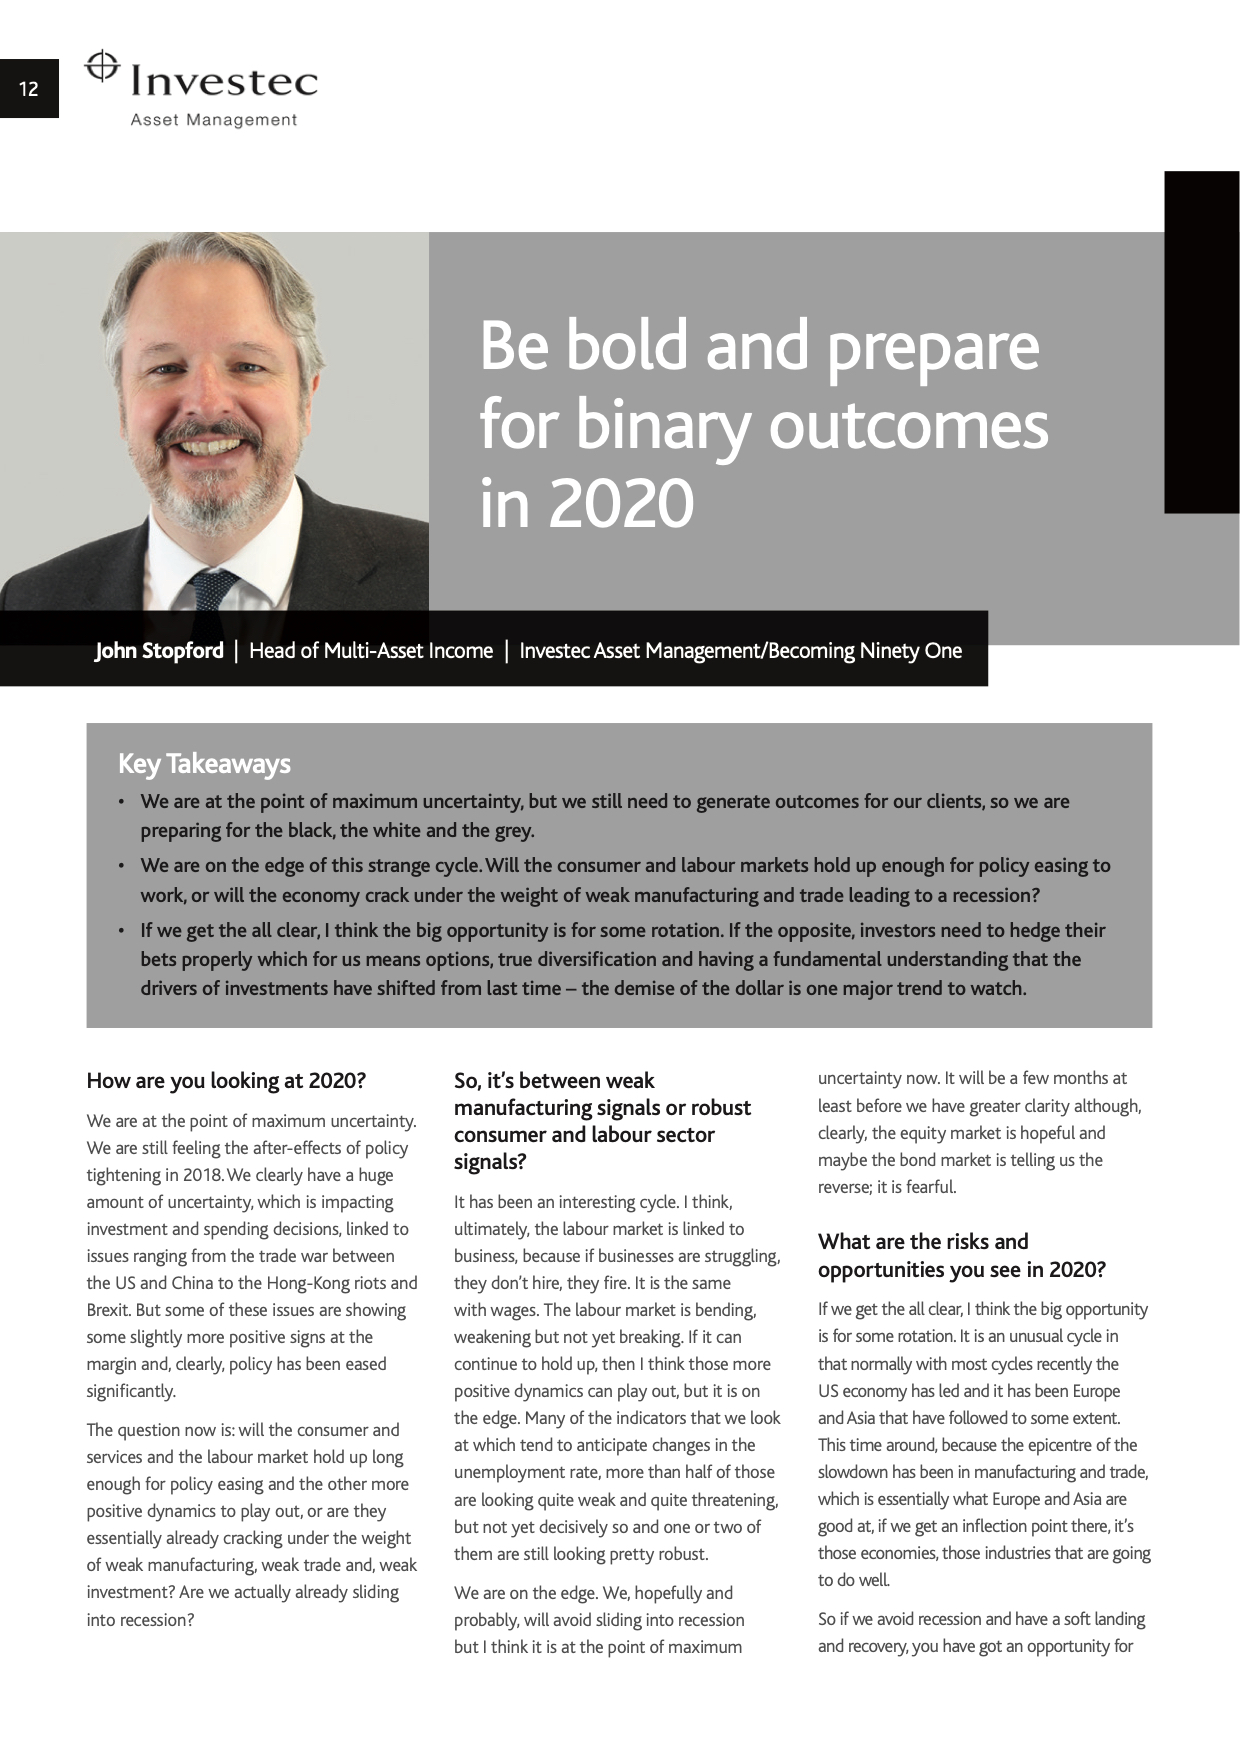 12
Investec
Asset Management
Be bold and prepare
for binary outcomes
in 2020
John Stopford | Head of Multi-Asset Income | Investec Asset Management/Becoming Ninety One
Key Takeaways
• We are at the point of maximum uncertainty, but we still need to generate outcomes for our clients, so we are
preparing for the black, the white and the grey.
• We are on the edge of this strange cycle. Will the consumer and labour markets hold up enough for policy easing to
work, or will the economy crack under the weight of weak manufacturing and trade leading to a recession?
• If we get the all clear, I think the big opportunity is for some rotation. If the opposite, investors need to hedge their
bets properly which for us means options, true diversification and having a fundamental understanding that the
drivers of investments have shifted from last time – the demise of the dollar is one major trend to watch.
How are you looking at 2020?
We are at the point of maximum uncertainty.
We are still feeling the after-effects of policy
tightening in 2018. We clearly have a huge
amount of uncertainty, which is impacting
investment and spending decisions, linked to
issues ranging from the trade war between
the US and China to the Hong-Kong riots and
Brexit. But some of these issues are showing
some slightly more positive signs at the
margin and, clearly, policy has been eased
significantly.
The question now is: will the consumer and
services and the labour market hold up long
enough for policy easing and the other more
positive dynamics to play out, or are they
essentially already cracking under the weight
of weak manufacturing, weak trade and, weak
investment? Are we actually already sliding
into recession?
So, it's between weak
manufacturing signals or robust
consumer and labour sector
signals?
It has been an interesting cycle. I think,
ultimately, the labour market is linked to
business, because if businesses are struggling,
they don't hire, they fire. It is the same
with wages. The labour market is bending,
weakening but not yet breaking. If it can
continue to hold up, then I think those more
positive dynamics can play out, but it is on
the edge. Many of the indicators that we look
at which tend to anticipate changes in the
unemployment rate, more than half of those
are looking quite weak and quite threatening,
but not yet decisively so and one or two of
them are still looking pretty robust.
We are on the edge. We, hopefully and
probably, will avoid sliding into recession
but I think it is at the point of maximum
uncertainty now. It will be a few months at
least before we have greater clarity although,
clearly, the equity market is hopeful and
maybe the bond market is telling us the
reverse; it is fearful.
What are the risks and
opportunities you see in 2020?
If we get the all clear, I think the big opportunity
is for some rotation. It is an unusual cycle in
that normally with most cycles recently the
US economy has led and it has been Europe
and Asia that have followed to some extent.
This time around, because the epicentre of the
slowdown has been in manufacturing and trade,
which is essentially what Europe and Asia are
good at, if we get an inflection point there, it's
those economies, those industries that are going
to do well.
So if we avoid recession and have a soft landing
and recovery, you have got an opportunity for